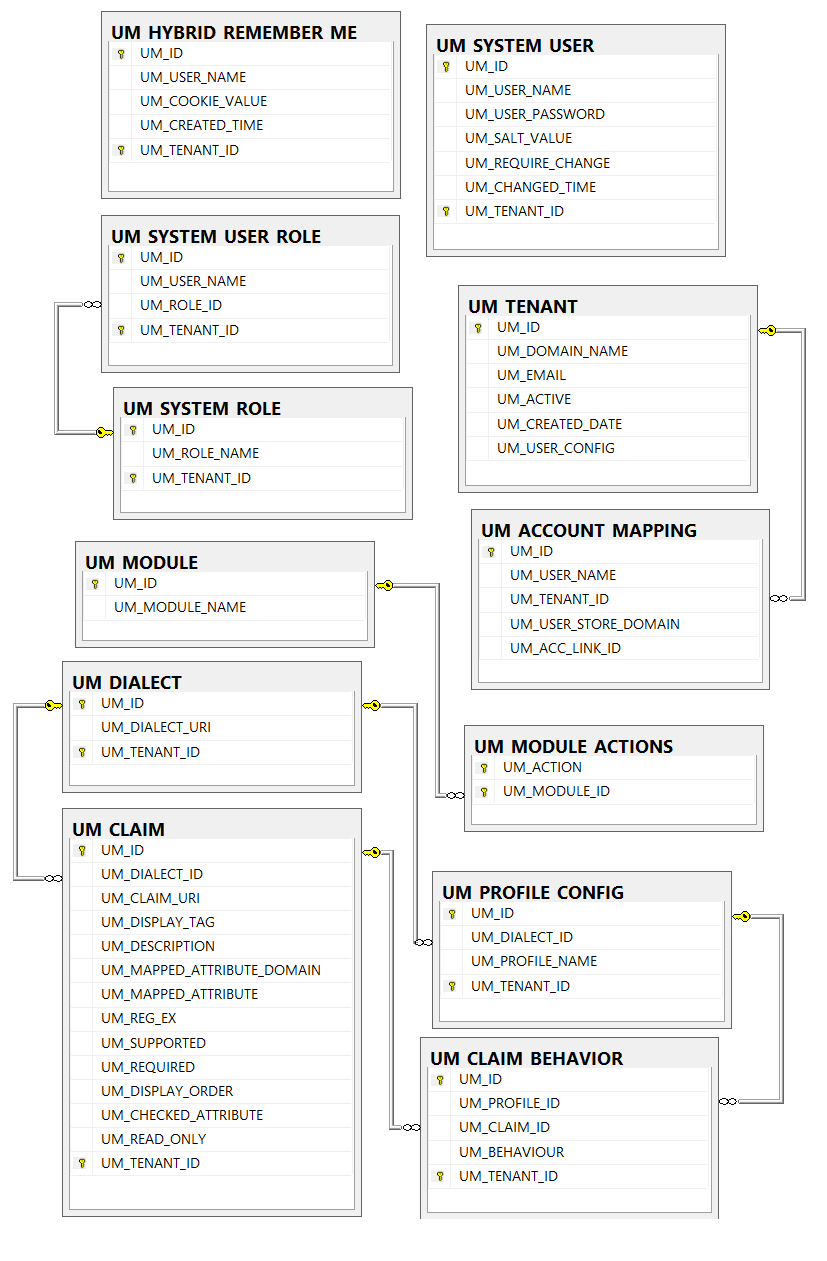 UM HYBRID REMEMBER ME
UM_ID
UM_USER_NAME
UM_COOKIE_VALUE
UM_CREATED_TIME
UM_TENANT_ID
UM SYSTEM USER
UM_ID
UM_USER_NAME
UM_USER_PASSWORD
UM_SALT_VALUE
UM_REQUIRE_CHANGE
UM_CHANGED_TIME
UM_TENANT_ID
UM SYSTEM USER ROLE
UM_ID
UM_USER_NAME
UM_ROLE_ID
UM_TENANT_ID
UM TENANT
UM_ID
UM_DOMAIN_NAME
UM_EMAIL
UM_ACTIVE
UM_CREATED_DATE
UM_USER_CONFIG
UM SYSTEM ROLE
UM_ID
UM_ROLE_NAME
UM_TENANT_ID
UM ACCOUNT MAPPING
UM_ID
UM_USER_NAME
UM_TENANT_ID
UM_USER_STORE_DOMAIN
UM_ACC_LINK_ID
UM MODULE
UM_ID
UM_MODULE_NAME
UM DIALECT
UM_ID
UM_DIALECT_URI
UM_TENANT_ID
UM MODULE ACTIONS
UM_ACTION
UM_MODULE_ID
UM CLAIM
UM_ID
UM_DIALECT_ID
UM_CLAIM_URI
UM_DISPLAY_TAG
UM_DESCRIPTION
UM_MAPPED_ATTRIBUTE_DOMAIN
UM_MAPPED_ATTRIBUTE
UM_REG_EX
UM_SUPPORTED
UM_REQUIRED
UM_DISPLAY_ORDER
UM_CHECKED_ATTRIBUTE
UM_READ_ONLY
UM_TENANT_ID
UM PROFILE CONFIG
UM_ID
UM_DIALECT_ID
UM_PROFILE_NAME
UM_TENANT_ID
UM CLAIM BEHAVIOR
UM_ID
UM_PROFILE_ID
UM_CLAIM_ID
UM_BEHAVIOUR
UM_TENANT_ID